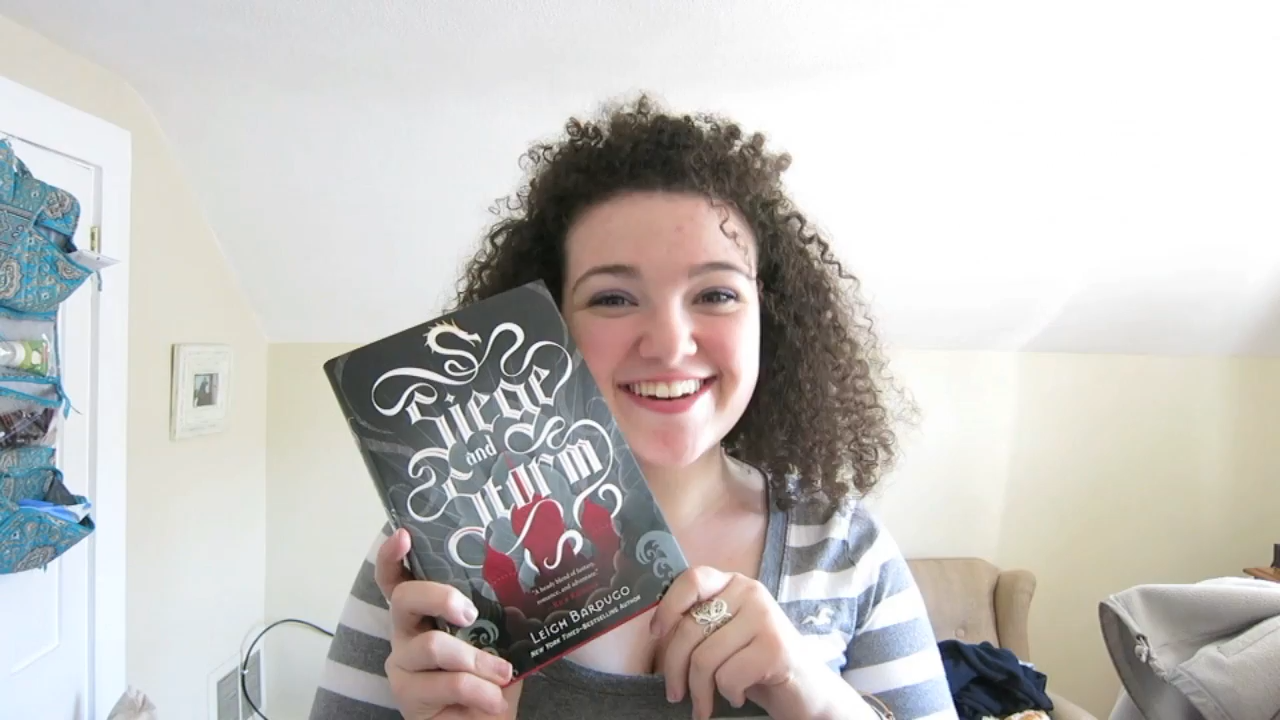 Siege
and
Storm
"A heady blend of fantasy,
romance, and adventure."
LEIGH BARDUGO
NEW YORK TIMES–BESTSELLING AUTHOR